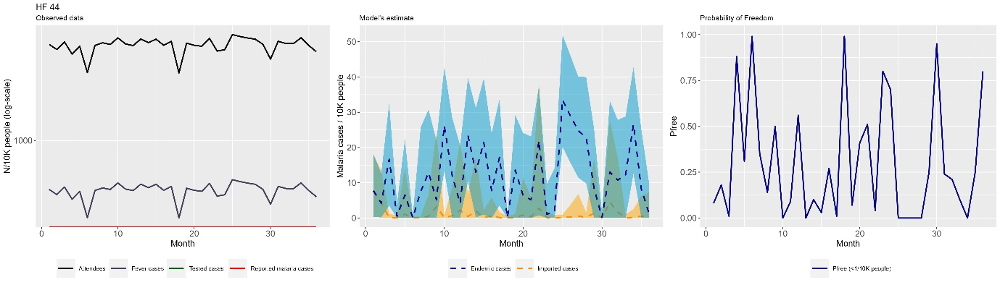 HF 44
Observed data
N/10K people (log-scale)
1000
0 10 20 30
Month
Attendees Fever cases Tested cases Reported malaria cases
Model's estimate
Malaria cases / 10K people
50
40
30
20
10
0
0 10 20 30
Month
Endemic cases Imported cases
Probability of Freedom
Pfree
1.00
0.75
0.50
0.25
0.00
0 10 20 30
Month
Pfree (<1/10K people)